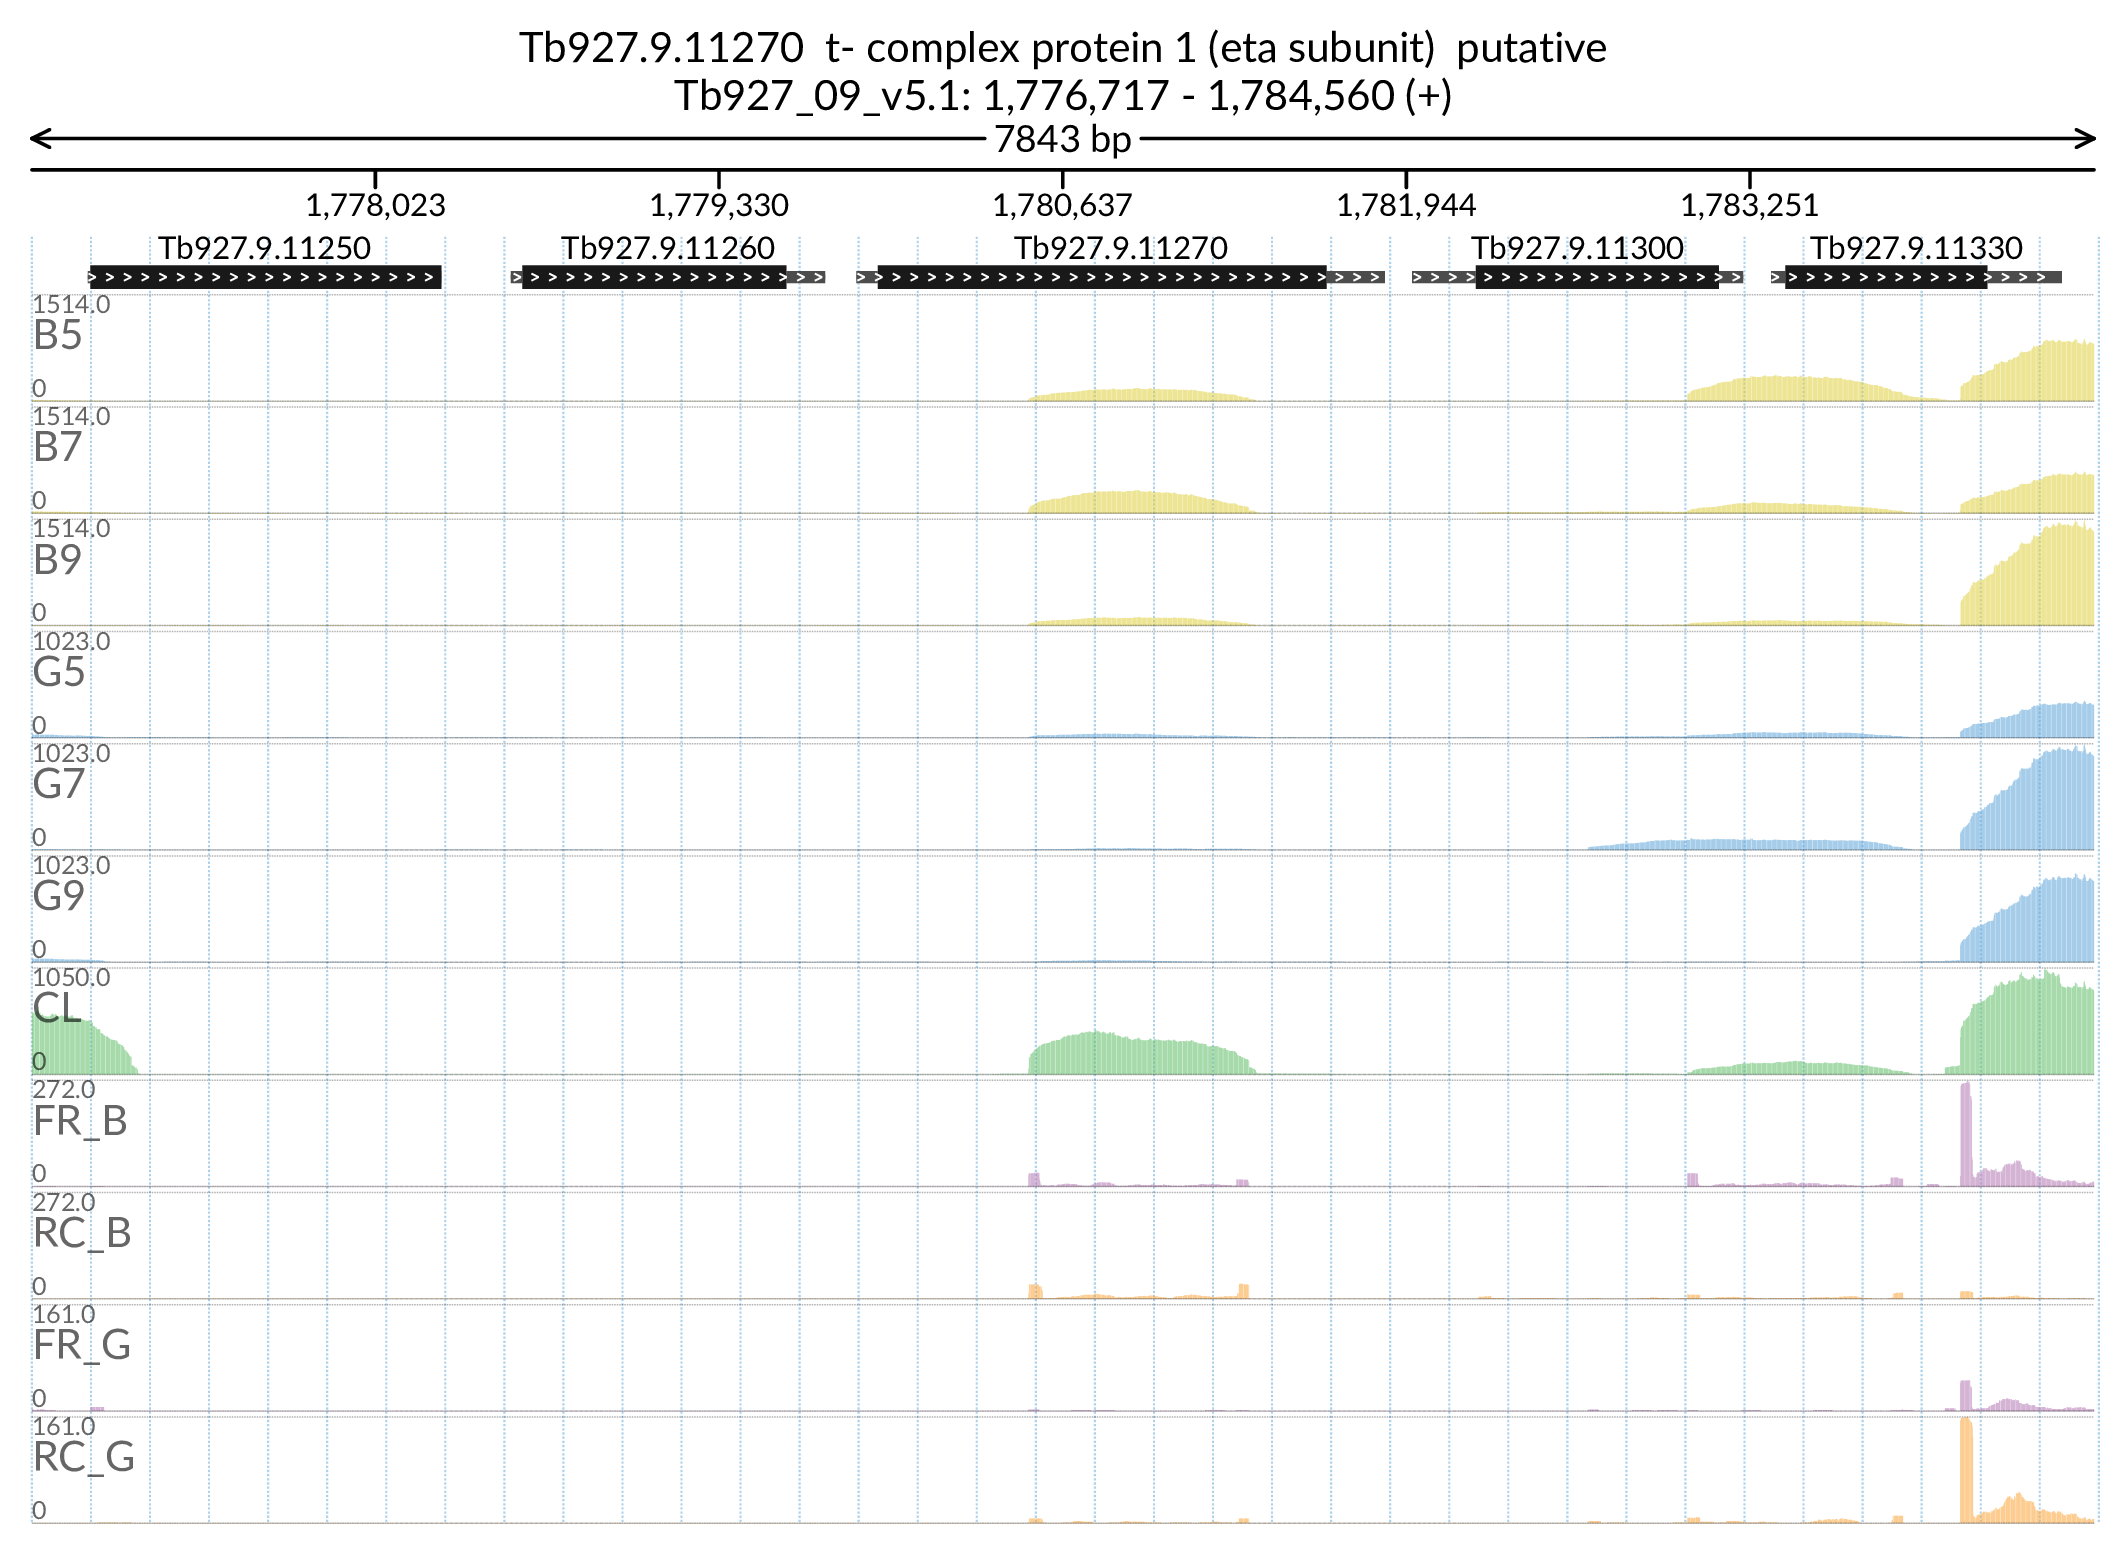 Tb927.9.11270 t- complex protein 1 (eta subunit) putative
Tb927_09_v5.1: 1,776,717 - 1,784,560 (+)
7843 bp
1,778,023 1,779,330 1,780,637 1,781,944 1,783,251
Tb927.9.11250 Tb927.9.11260 Tb927.9.11270 Tb927.9.11300 Tb927.9.11330
1514.0
B5
0
1514.0
B7
0
1514.0
B9
0
1023.0
G5
0
1023.0
G7
0
1023.0
G9
0
1050.0
CL
0
272.0
FR_B
0
272.0
RC_B
0
161.0
FR_G
0
161.0
RC_G
0